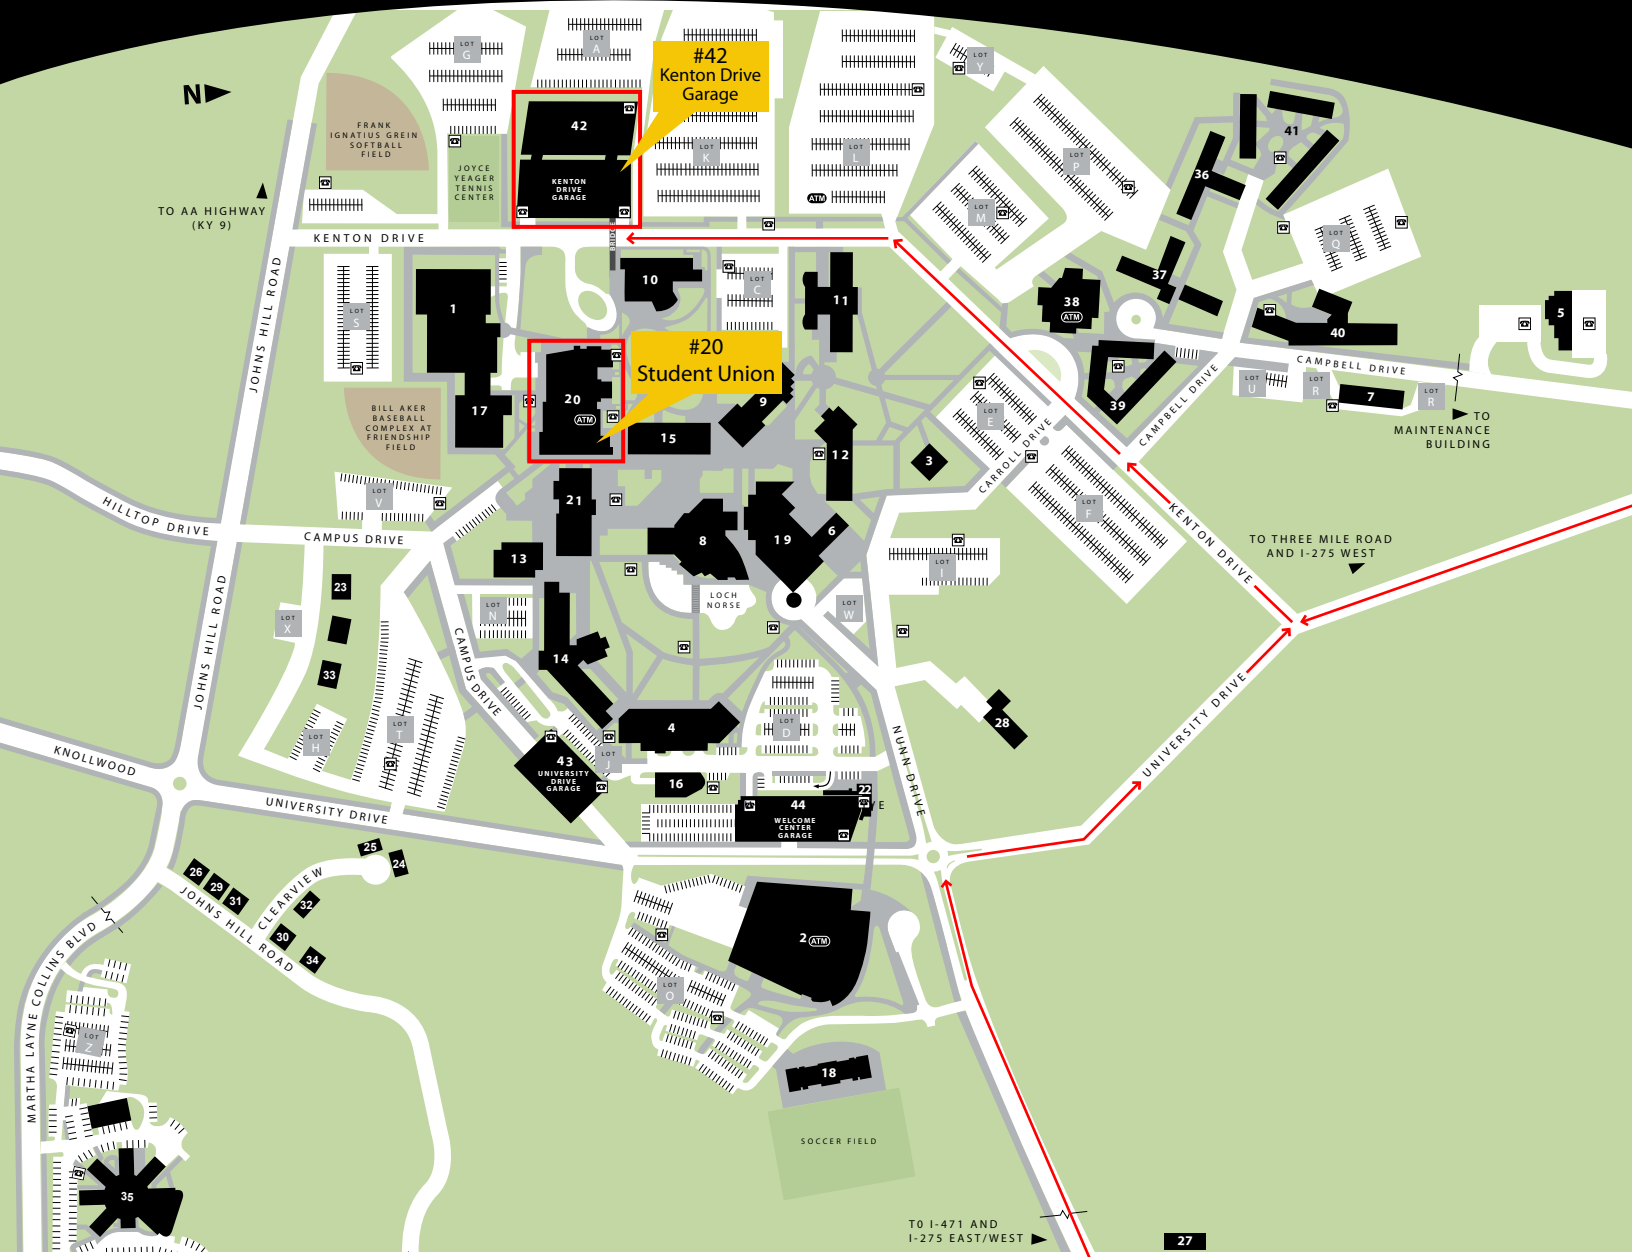 LOT
G
LOT
A
#42
Kenton Drive
Garage
LOT
Y
N
FRANK
IGNATIUS GREIN
SOFTBALL
FIELD
42
LOT
K
LOT
L
LOT
P
41
JOYCE
YEAGER
TENNIS
CENTER
KENTON
DRIVE
GARAGE
36
ATM
LOT
M
TO AA HIGHWAY
(KY 9)
KENTON DRIVE
BRIDGE
LOT
Q
10
LOT
C
11
37
38
ATM
JOHNS HILL ROAD
LOT
S
1
40
5
#20
Student Union
CAMPBELL DRIVE
LOT
U
LOT
R
7
LOT
R
TO
MAINTENANCE
BUILDING
BILL AKER
BASEBALL
COMPLEX AT
FRIENDSHIP
FIELD
17
20
ATM
9
15
12
3
LOT
E
39
CAMPBELL DRIVE
CARROLL DRIVE
LOT
V
21
HILLTOP DRIVE
CAMPUS DRIVE
8
19
6
LOT
F
KENTON DRIVE
TO THREE MILE ROAD
AND I-275 WEST
13
LOT
I
23
LOT
X
LOT
N
LOCH
NORSE
LOT
W
JOHNS HILL ROAD
33
CAMPUS DRIVE
14
4
LOT
D
28
LOT
H
LOT
T
NUNN DRIVE
UNIVERSITY DRIVE
KNOLLWOOD
43
UNIVERSITY
DRIVE
GARAGE
LOT
J
16
22
VE
44
WELCOME
CENTER
GARAGE
UNIVERSITY DRIVE
25
24
26
29
31
32
30
34
CLEARVIEW
JOHNS HILL ROAD
2
ATM
MARTHA LAYNE COLLINS BLVD
LOT
O
LOT
Z
18
SOCCER FIELD
35
T0 I-471 AND
I-275 EAST/WEST
27